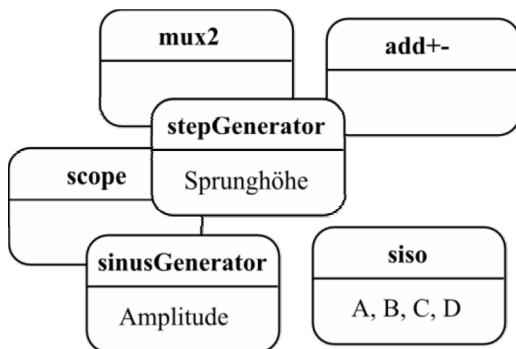 mux2
add+-
stepGenerator
Sprunghöhe
scope
sinusGenerator
Amplitude
siso
A, B, C, D